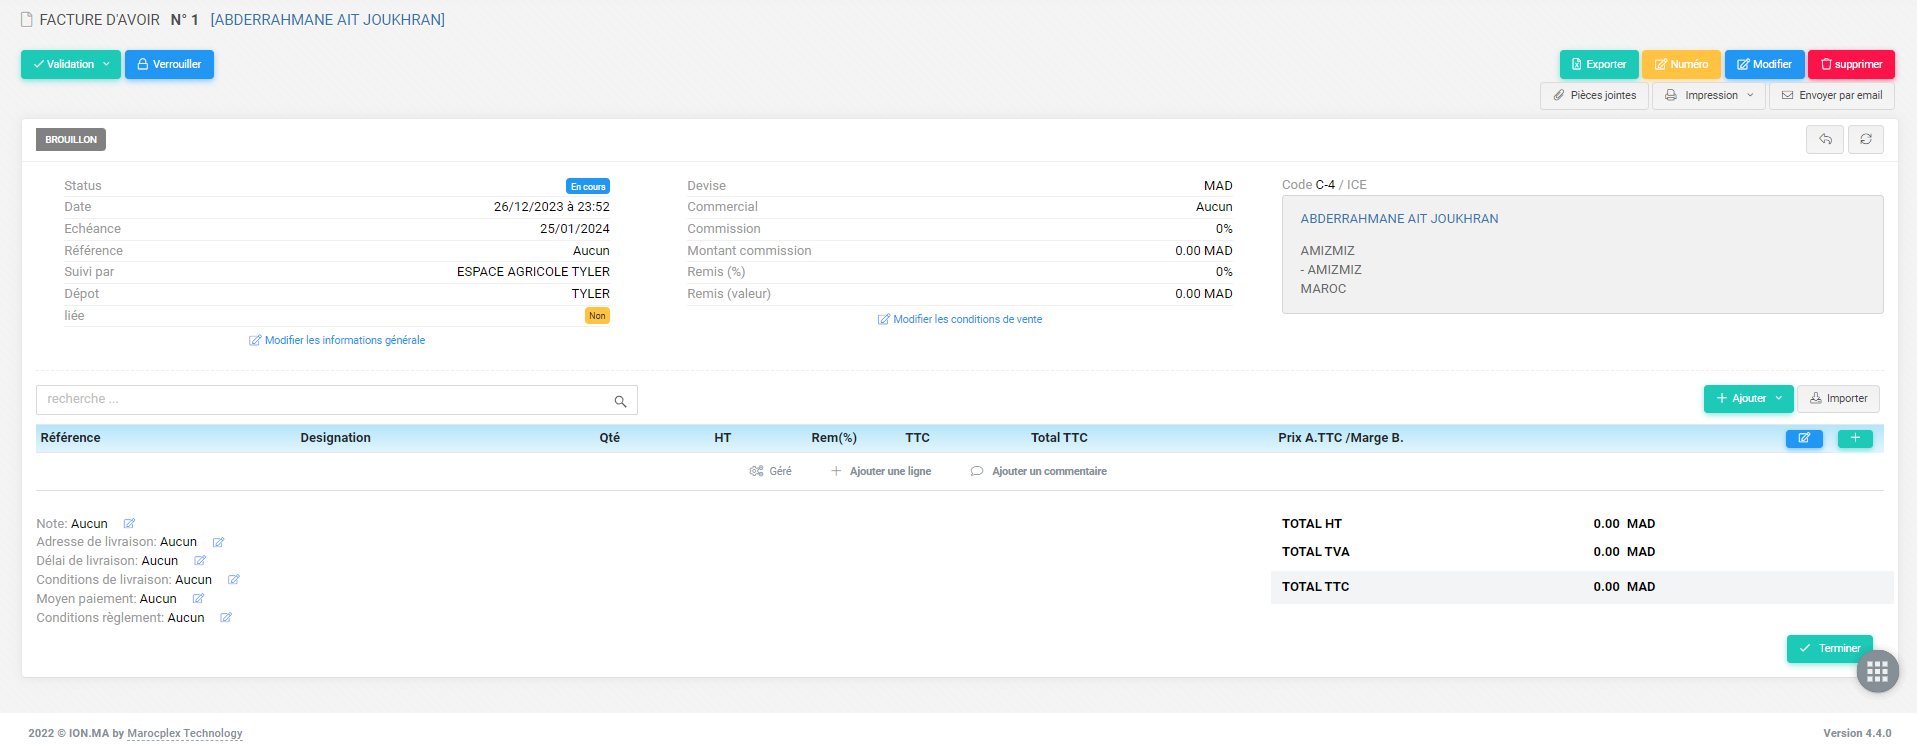 FACTURE D'AVOIR N° 1 [ABDERRAHMANE AIT JOUKHRAN]
Validation
Verrouiller
Exporter
Numéro
Modifier
supprimer
Pièces jointes
Impression
Envoyer par email
BROUILLON
Status En cours
Date 26/12/2023 à 23:52
Echéance 25/01/2024
Référence Aucun
Suivi par ESPACE AGRICOLE TYLER
Dépot TYLER
liée Non
Modifier les informations générale
Devise MAD
Commercial Aucun
Commission 0%
Montant commission 0.00 MAD
Remis (%) 0%
Remis (valeur) 0.00 MAD
Modifier les conditions de vente
Code C-4 / ICE
ABDERRAHMANE AIT JOUKHRAN
AMIZMIZ
- AMIZMIZ
MAROC
recherche ...
Ajouter
Importer
Référence Designation Qté HT Rem(%) TTC Total TTC Prix A.TTC /Marge B.
Géré Ajouter une ligne Ajouter un commentaire
Note: Aucun
Adresse de livraison: Aucun
Délai de livraison: Aucun
Conditions de livraison: Aucun
Moyen paiement: Aucun
Conditions règlement: Aucun
TOTAL HT 0.00 MAD
TOTAL TVA 0.00 MAD
TOTAL TTC 0.00 MAD
Terminer
2022 © ION.MA by Marocplex Technology
Version 4.4.0